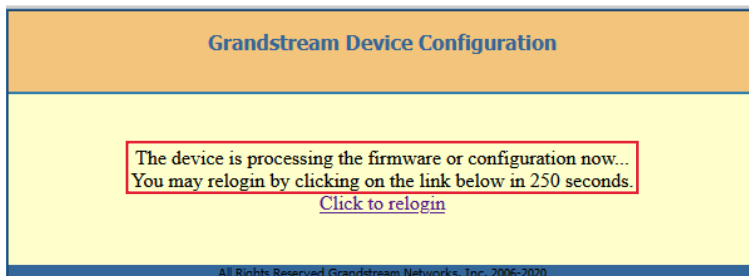 Grandstream Device Configuration
The device is processing the firmware or configuration now...
You may relogin by clicking on the link below in 250 seconds.
Click to relogin
All Rights Reserved Grandstream Networks, Inc. 2006-2020